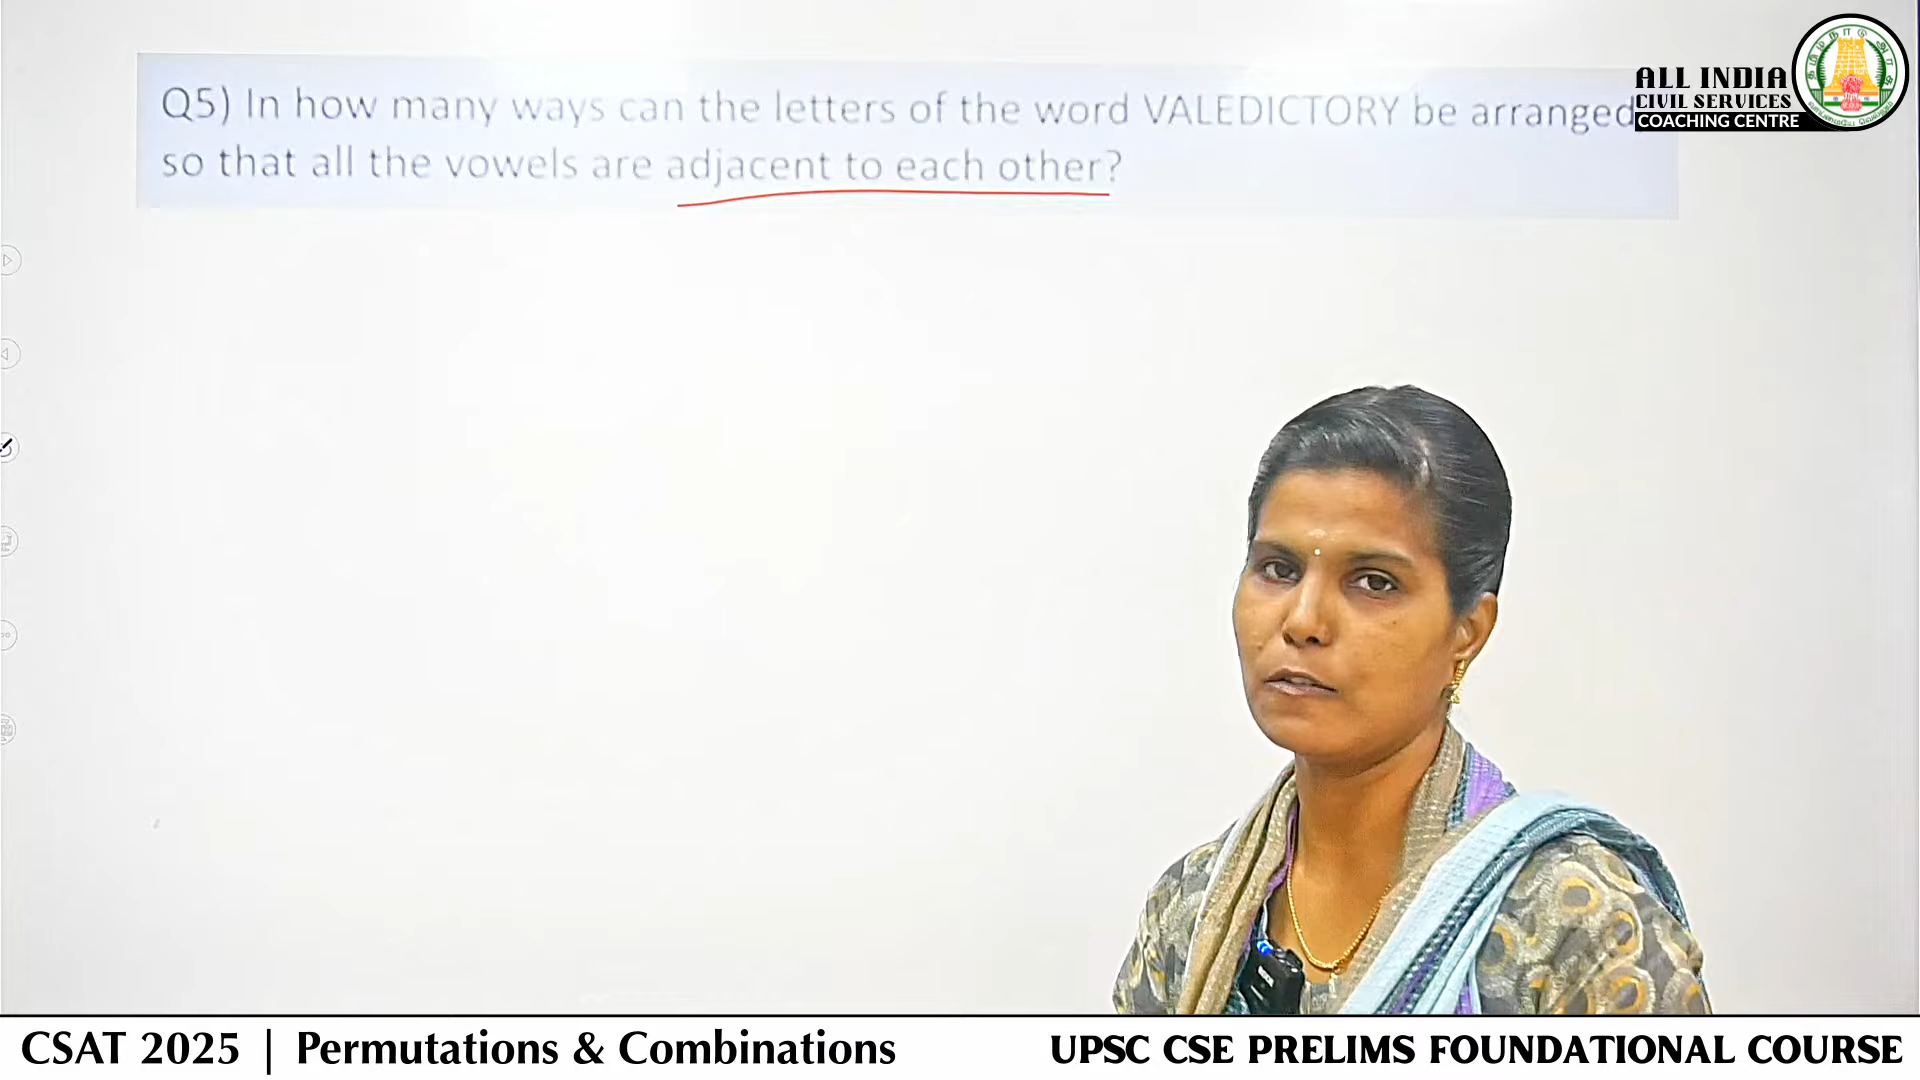 Q5) In how many ways can the letters of the word VALEDICTORY be arranged
so that all the vowels are adjacent to each other?
ALL INDIA
CIVIL SERVICES
COACHING CENTRE
CSAT 2025 | Permutations & Combinations
UPSC CSE PRELIMS FOUNDATIONAL COURSE